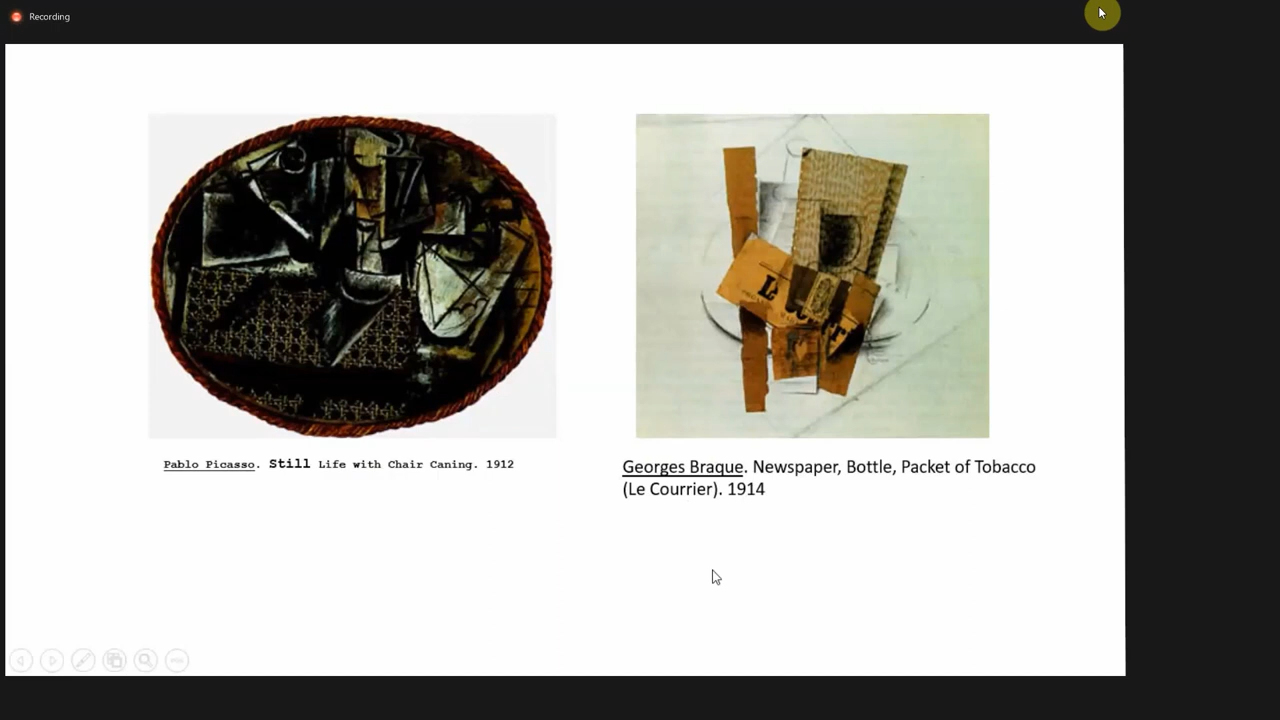 Recording
Pablo Picasso. Still Life with Chair Caning. 1912
Georges Braque. Newspaper, Bottle, Packet of Tobacco
(Le Courrier). 1914